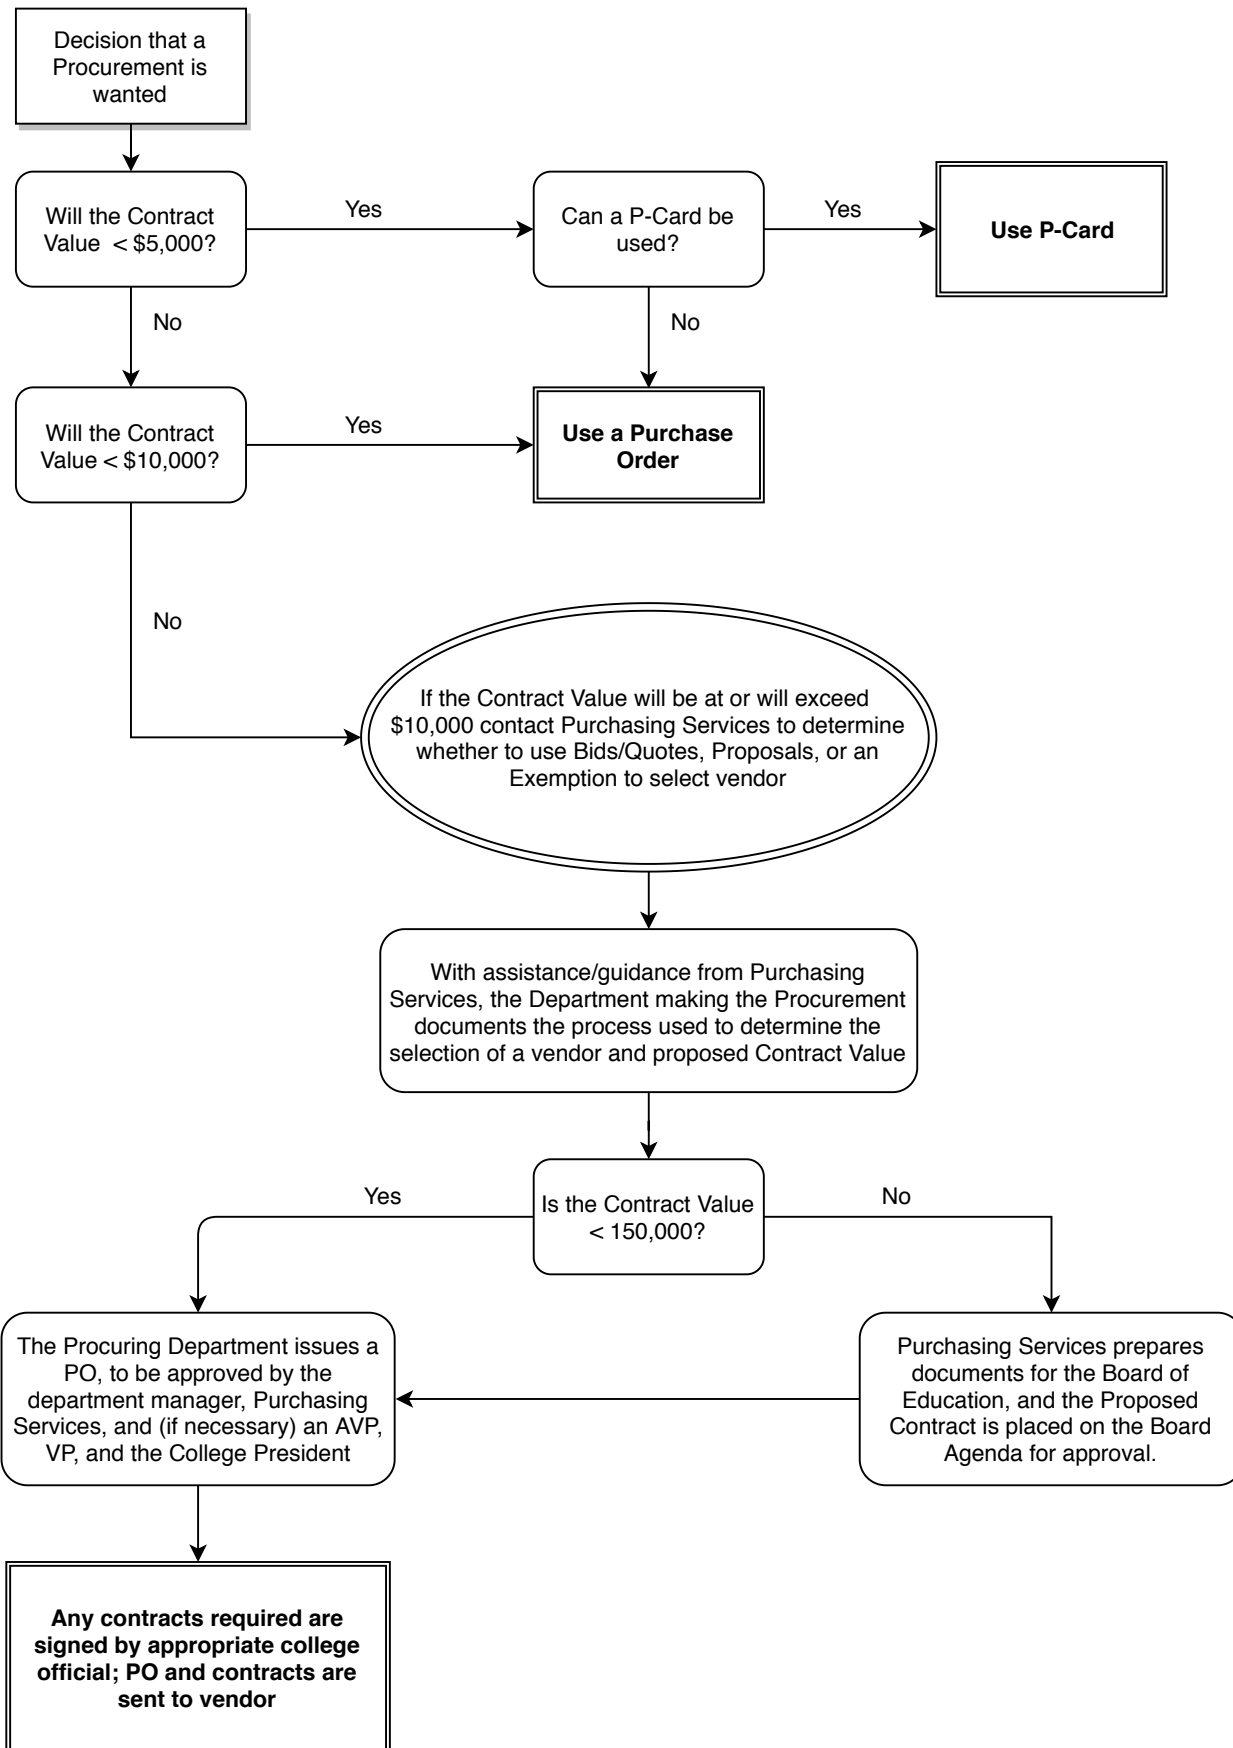 Decision that a
Procurement is
wanted
Will the Contract
Value < $5,000?
Yes
Can a P-Card be
used?
Yes
Use P-Card
No
No
Will the Contract
Value < $10,000?
Yes
Use a Purchase
Order
No
If the Contract Value will be at or will exceed
$10,000 contact Purchasing Services to determine
whether to use Bids/Quotes, Proposals, or an
Exemption to select vendor
With assistance/guidance from Purchasing
Services, the Department making the Procurement
documents the process used to determine the
selection of a vendor and proposed Contract Value
Is the Contract Value
< 150,000?
Yes
No
The Procuring Department issues a
PO, to be approved by the
department manager, Purchasing
Services, and (if necessary) an AVP,
VP, and the College President
Purchasing Services prepares
documents for the Board of
Education, and the Proposed
Contract is placed on the Board
Agenda for approval.
Any contracts required are
signed by appropriate college
official; PO and contracts are
sent to vendor